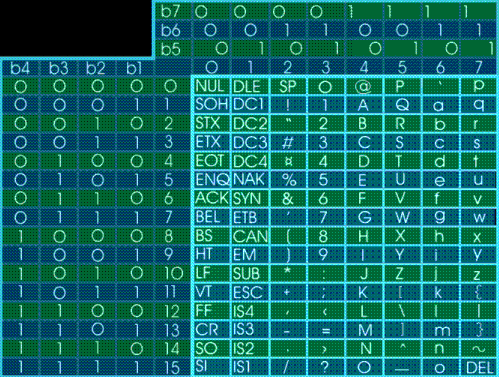 b7 0 0 0 0 1 1 1 1
b6 0 0 1 1 0 0 1 1
b5 0 1 0 1 0 1 0 1
b4 b3 b2 b1 0 1 2 3 4 5 6 7
0 0 0 0 0 NUL DLE SP 0 @ P ` p
0 0 0 1 1 SOH DC1 ! 1 A Q a q
0 0 1 0 2 STX DC2 “ 2 B R b r
0 0 1 1 3 ETX DC3 # 3 C S c s
0 1 0 0 4 EOT DC4 ¤ 4 D T d t
0 1 0 1 5 ENQ NAK % 5 E U e u
0 1 1 0 6 ACK SYN & 6 F V f v
0 1 1 1 7 BEL ETB ' 7 G W g w
1 0 0 0 8 BS CAN ( 8 H X h x
1 0 0 1 9 HT EM ) 9 I Y i y
1 0 1 0 10 LF SUB * : J Z j z
1 0 1 1 11 VT ESC + ; K [ k {
1 1 0 0 12 FF IS4 , < L \ l |
1 1 0 1 13 CR IS3 - = M ] m }
1 1 1 0 14 SO IS2 . > N ^ n ~
1 1 1 1 15 SI IS1 / ? O — o DEL